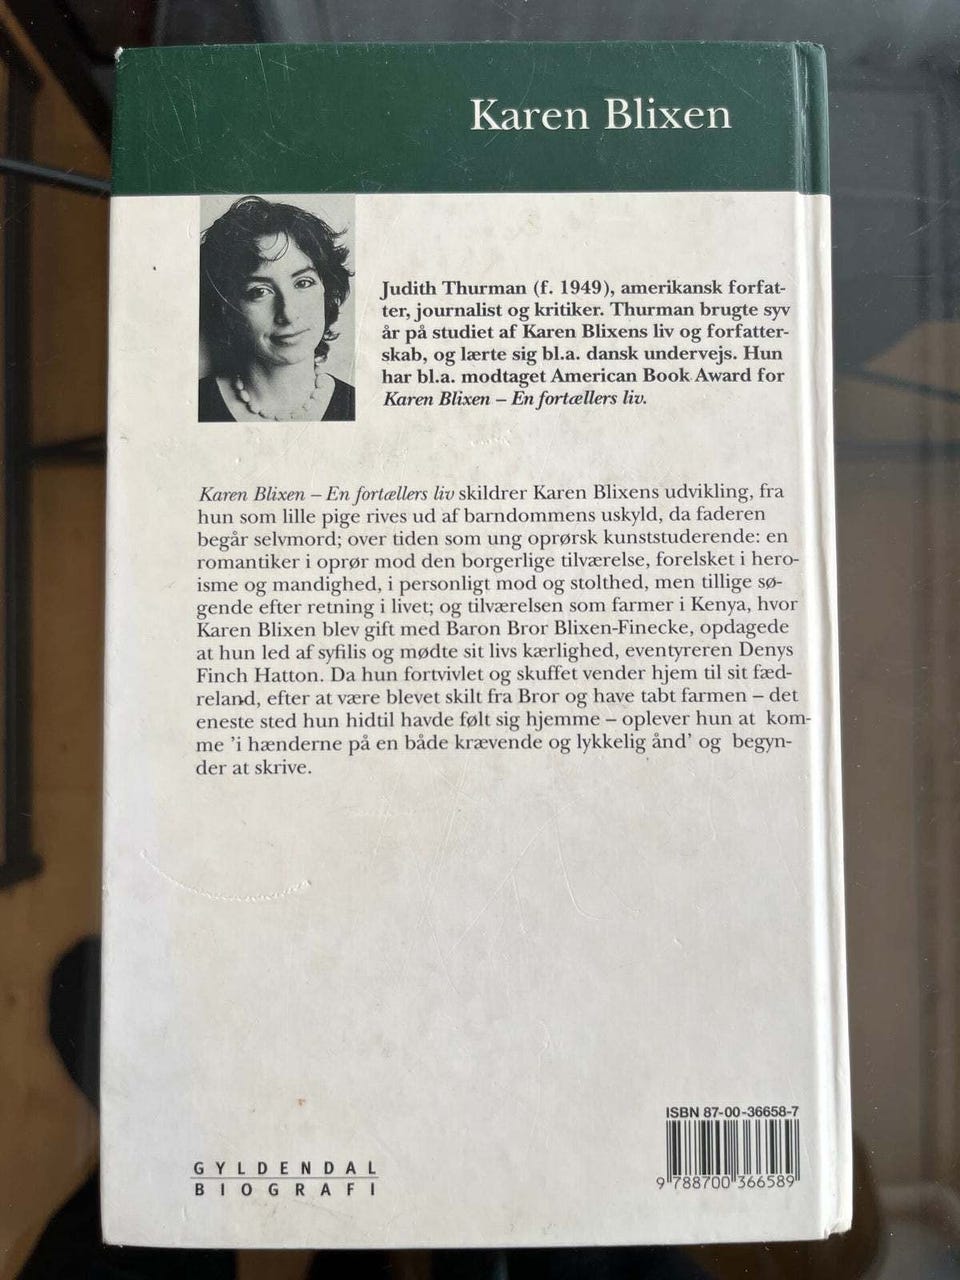 Karen Blixen
Judith Thurman (f. 1949), amerikansk forfat-
ter, journalist og kritiker. Thurman brugte syv
år på studiet af Karen Blixens liv og forfatter-
skab, og lærte sig bl.a. dansk undervejs. Hun
har bl.a. modtaget American Book Award for
Karen Blixen – En fortællers liv.
Karen Blixen – En fortællers liv skildrer Karen Blixens udvikling, fra
hun som lille pige rives ud af barndommens uskyld, da faderen
begår selvmord; over tiden som ung oprørsk kunststuderende: en
romantiker i oprør mod den borgerlige tilværelse, forelsket i hero-
isme og mandighed, i personligt mod og stolthed, men tillige sø-
gende efter retning i livet; og tilværelsen som farmer i Kenya, hvor
Karen Blixen blev gift med Baron Bror Blixen-Finecke, opdagede
at hun led af syfilis og mødte sit livs kærlighed, eventyreren Denys
Finch Hatton. Da hun fortvivlet og skuffet vender hjem til sit fæd-
reland, efter at være blevet skilt fra Bror og have tabt farmen – det
eneste sted hun hidtil havde følt sig hjemme – oplever hun at kom-
me 'i hænderne på en både krævende og lykkelig ånd' og begyn-
der at skrive.
ISBN 87-00-36658-7
9 788700 366589
GYLDENDAL
BIOGRAFI